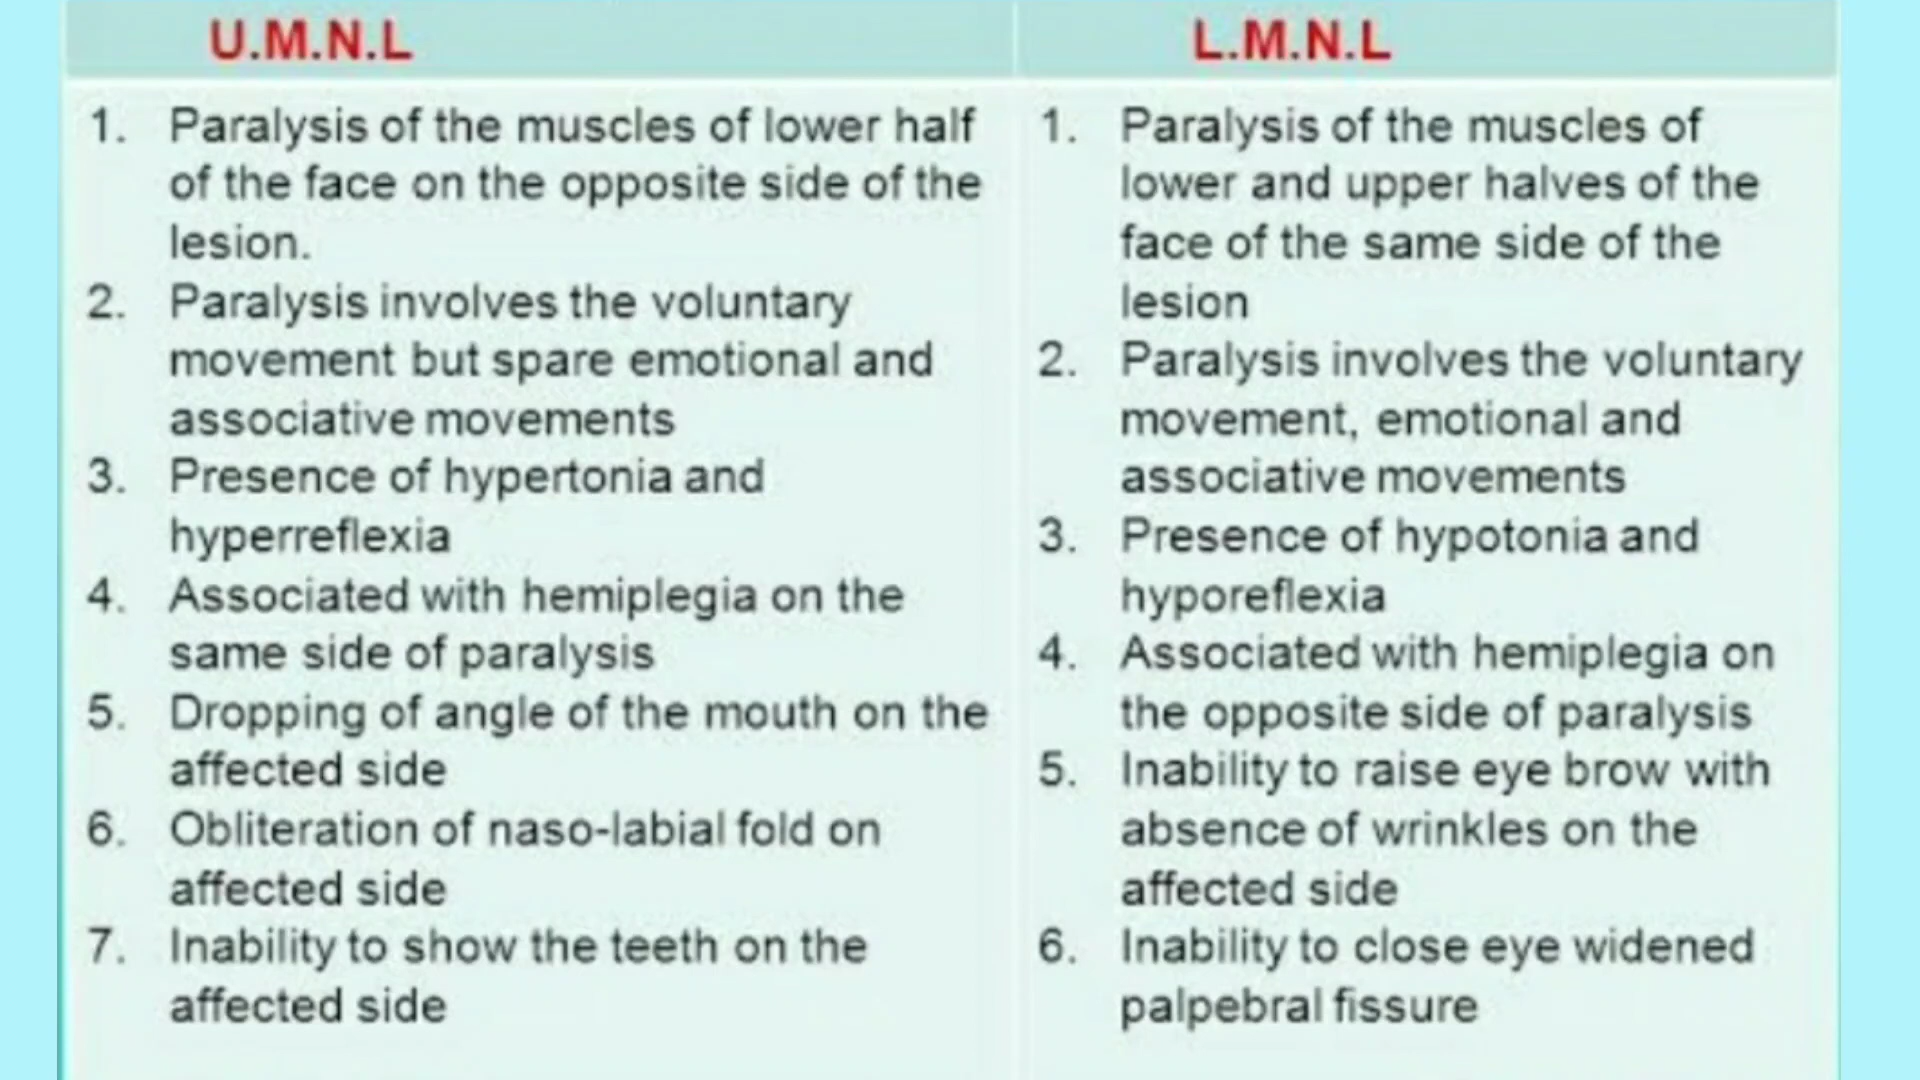 U.M.N.L
1. Paralysis of the muscles of lower half
of the face on the opposite side of the
lesion.
2. Paralysis involves the voluntary
movement but spare emotional and
associative movements
3. Presence of hypertonia and
hyperreflexia
4. Associated with hemiplegia on the
same side of paralysis
5. Dropping of angle of the mouth on the
affected side
6. Obliteration of naso-labial fold on
affected side
7. Inability to show the teeth on the
affected side
L.M.N.L
1. Paralysis of the muscles of
lower and upper halves of the
face of the same side of the
lesion
2. Paralysis involves the voluntary
movement, emotional and
associative movements
3. Presence of hypotonia and
hyporeflexia
4. Associated with hemiplegia on
the opposite side of paralysis
5. Inability to raise eye brow with
absence of wrinkles on the
affected side
6. Inability to close eye widened
palpebral fissure